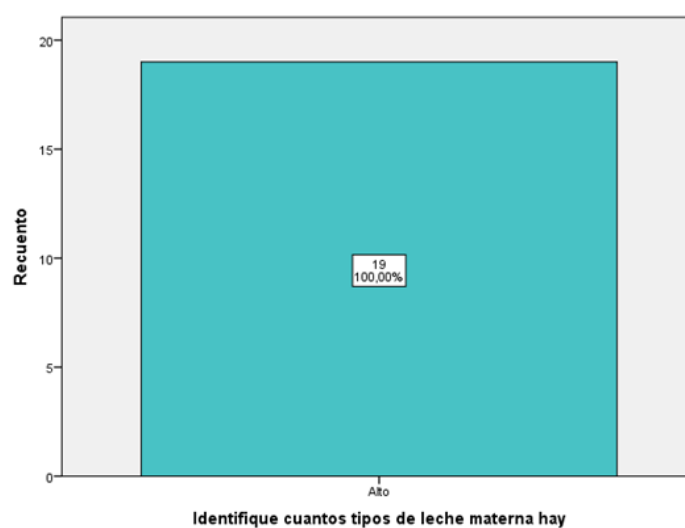 20
15
10
5
0
Recuento
19
100,00%
Alto
Identifique cuantos tipos de leche materna hay